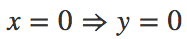 x = 0 ⇒ y = 0